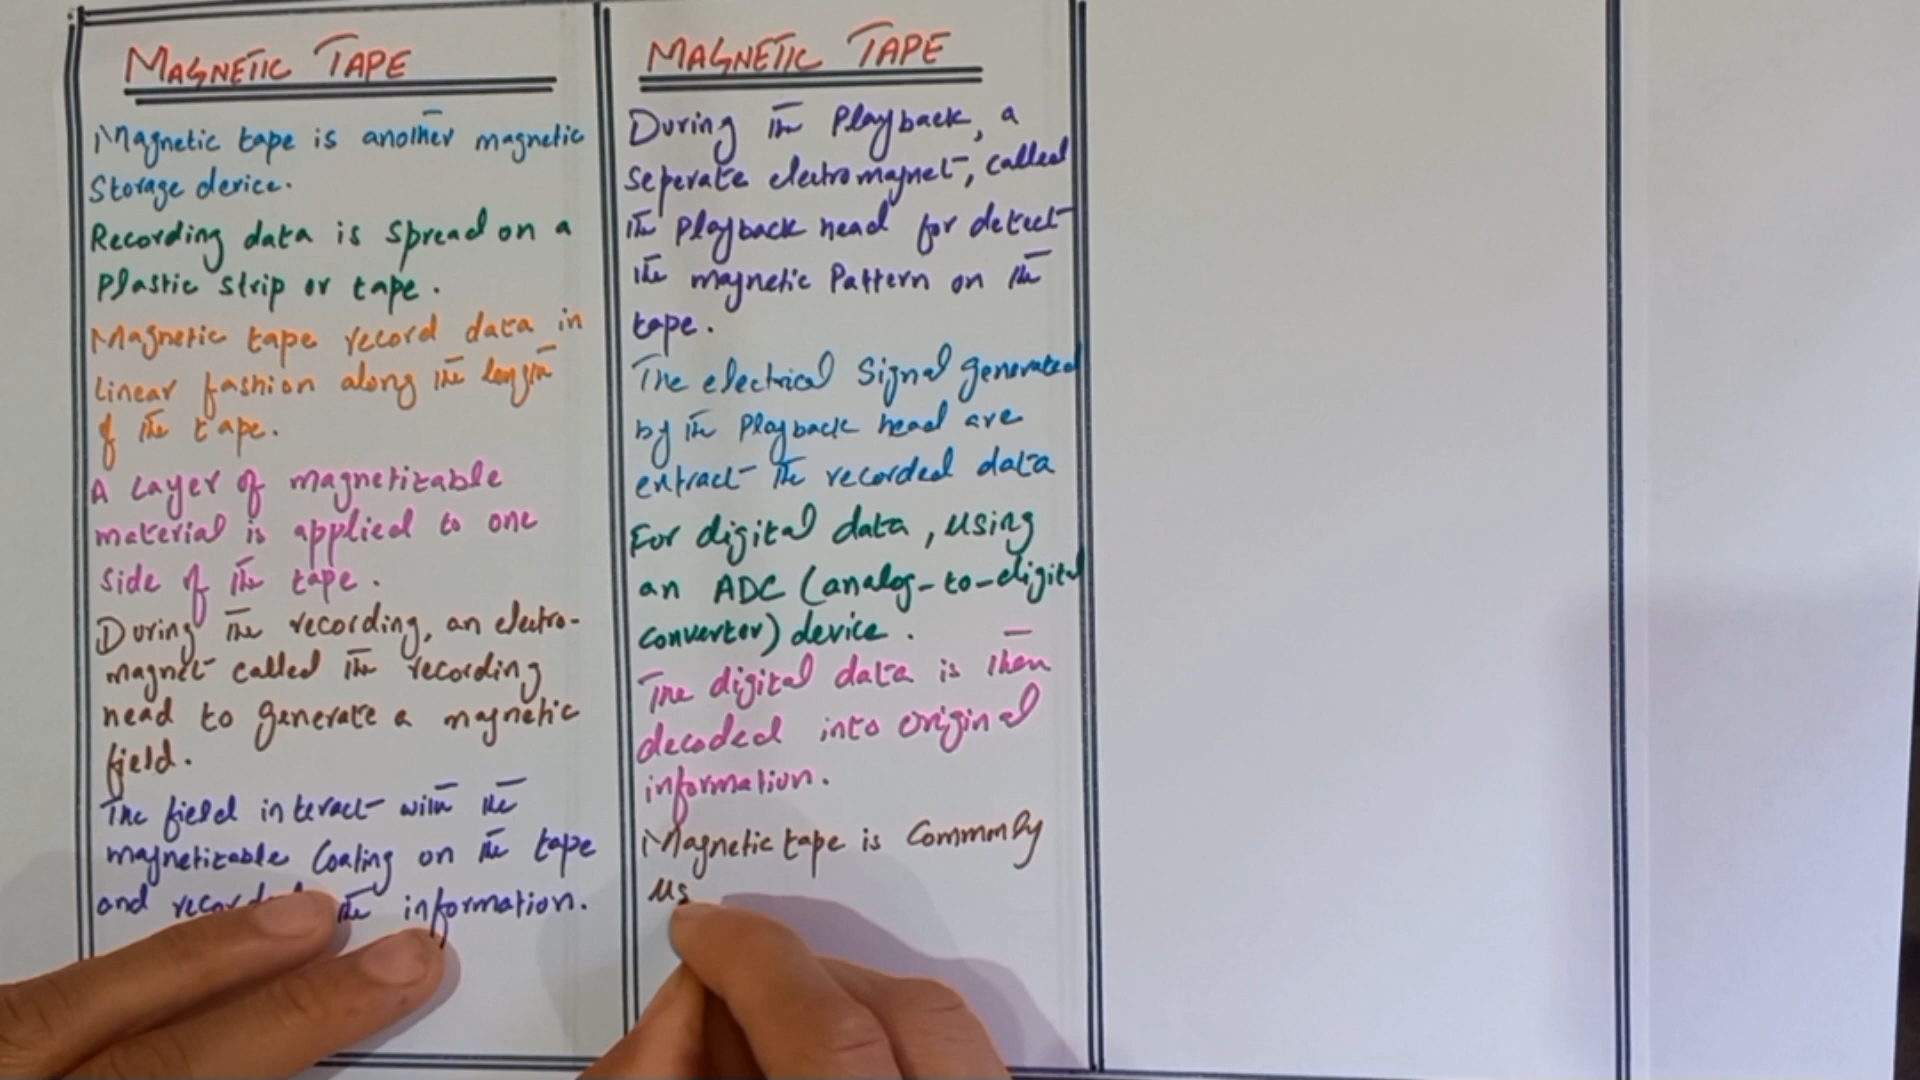 MAGNETIC TAPE
Magnetic tape is another magnetic
Storage device.
Recording data is spread on a
plastic strip or tape.
Magnetic tape record data in
linear fashion along the length
of the tape.
A Layer of magnetizable
material is applied to one
side of the tape.
During the recording, an electro-
magnet called the recording
head to generate a magnetic
field.
The field interact with the
magnetizable Coating on the tape
and recorded the information.
MAGNETIC TAPE
During the Playback, a
seperate electromagnet, called
the Playback head for detect
the magnetic Pattern on the
tape.
The electrical Signal generated
by the Playback head are
extract the recorded data
For digital data, using
an ADC (analog-to-digital
converter) device.
The digital data is then
decoded into original
information.
Magnetic tape is Commonly
us